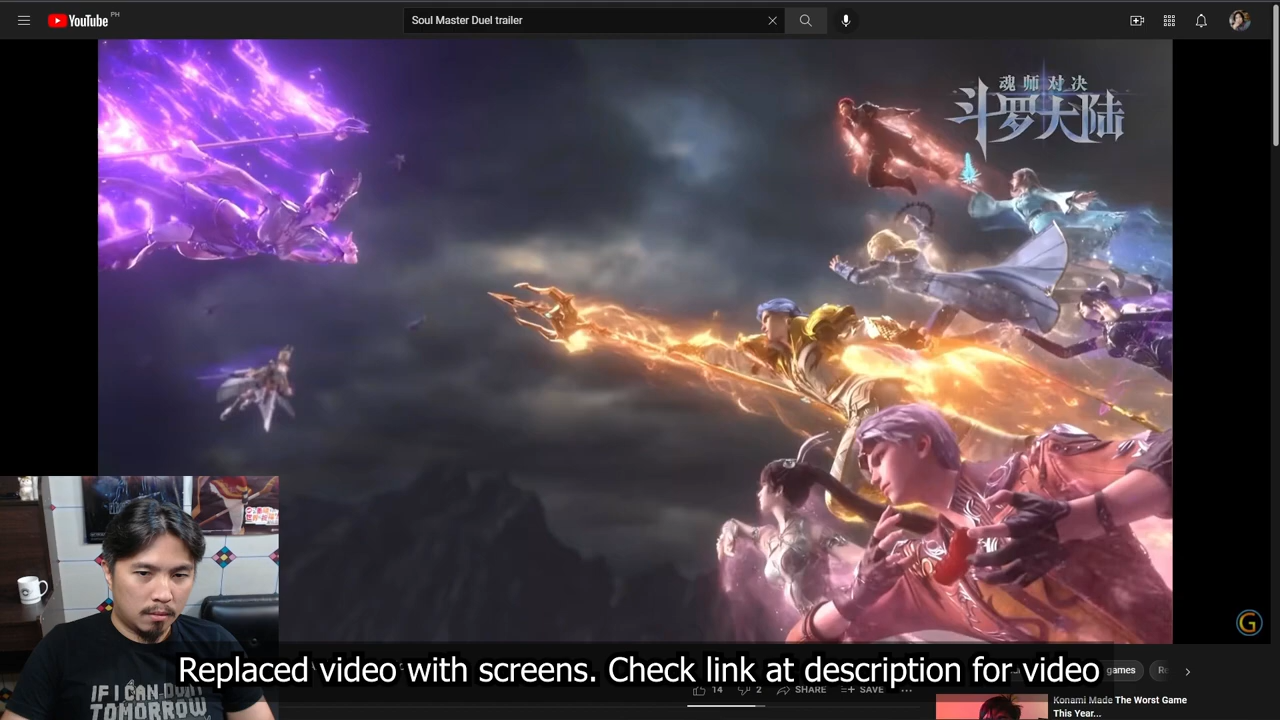 YouTube PH
Soul Master Duel trailer
魂师对决
斗罗大陆
G
IF I CAN DON'T
TOMORROW
Replaced video with screens. Check link at description for video
games
Re
14
2
SHARE
SAVE
Konami Made The Worst Game
This Year...